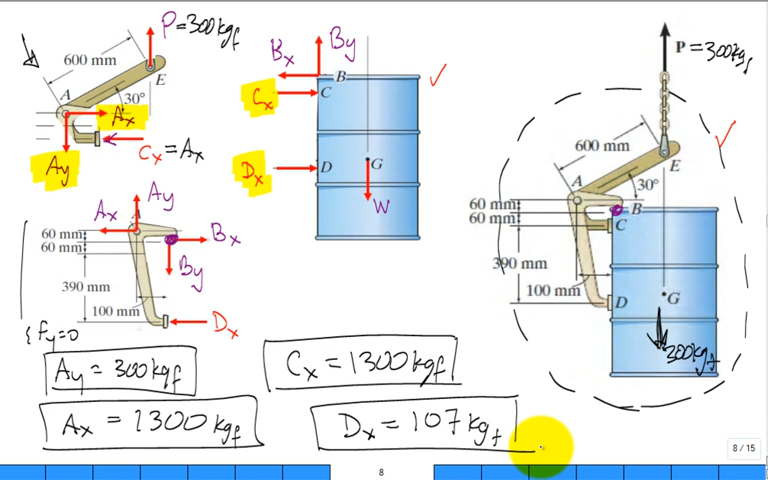 P=300kgf
600 mm
E
A
30°
Ax
Ay
Cx = Ax
By
Bx
B
Cx
C
Dx
D
G
W
P=300kgf
600 mm
E
A
30°
60 mm
60 mm
B
C
390 mm
100 mm
D
G
300kgf
Ay
Ax
A
60 mm
60 mm
Bx
By
390 mm
100 mm
Dx
{fy=0
Ay = 300kgf
Cx = 1300kgf
Ax = 1300kgf
Dx = 107kgf
8 / 15
8